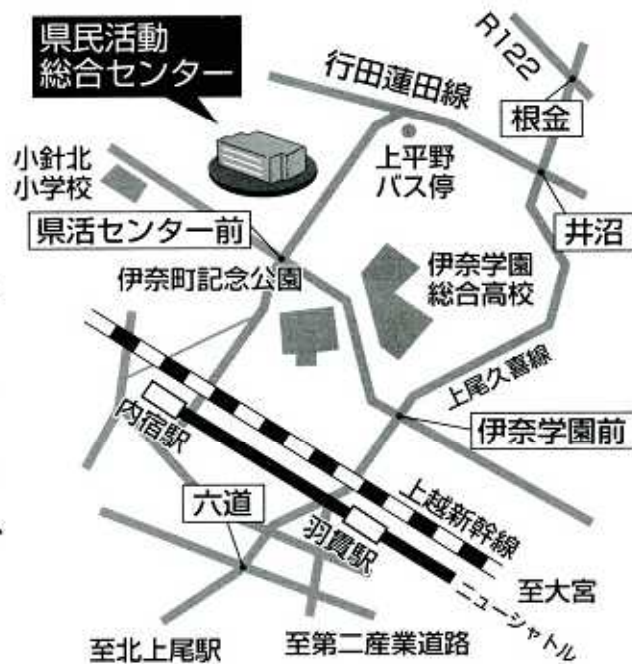 県民活動
総合センター
R122
行田蓮田線
根金
小針北
小学校
上平野
バス停
井沼
県活センター前
伊奈町記念公園
伊奈学園
総合高校
上尾久喜線
内宿駅
伊奈学園前
六道
羽貫駅
上越新幹線
至大宮
ニューシャトル
至北上尾駅
至第二産業道路